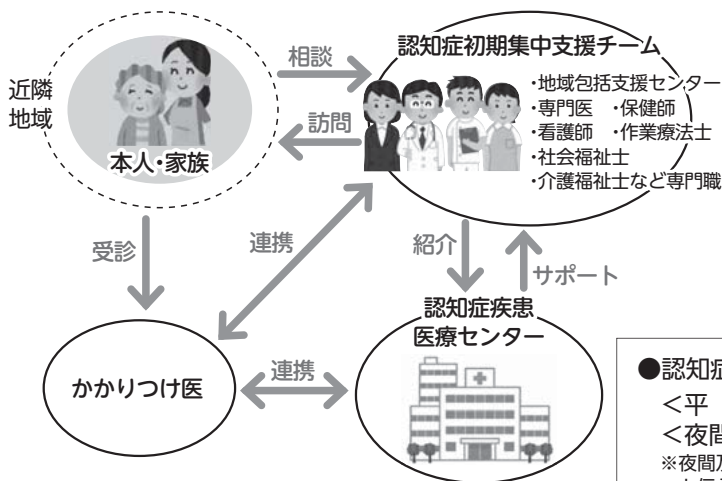 近隣
地域
本人・家族
相談
訪問
認知症初期集中支援チーム
・地域包括支援センター
・専門医　・保健師
・看護師　・作業療法士
・社会福祉士
・介護福祉士など専門職
受診
連携
紹介
サポート
認知症疾患
医療センター
かかりつけ医
連携
●認知症
＜平
＜夜間
※夜間及